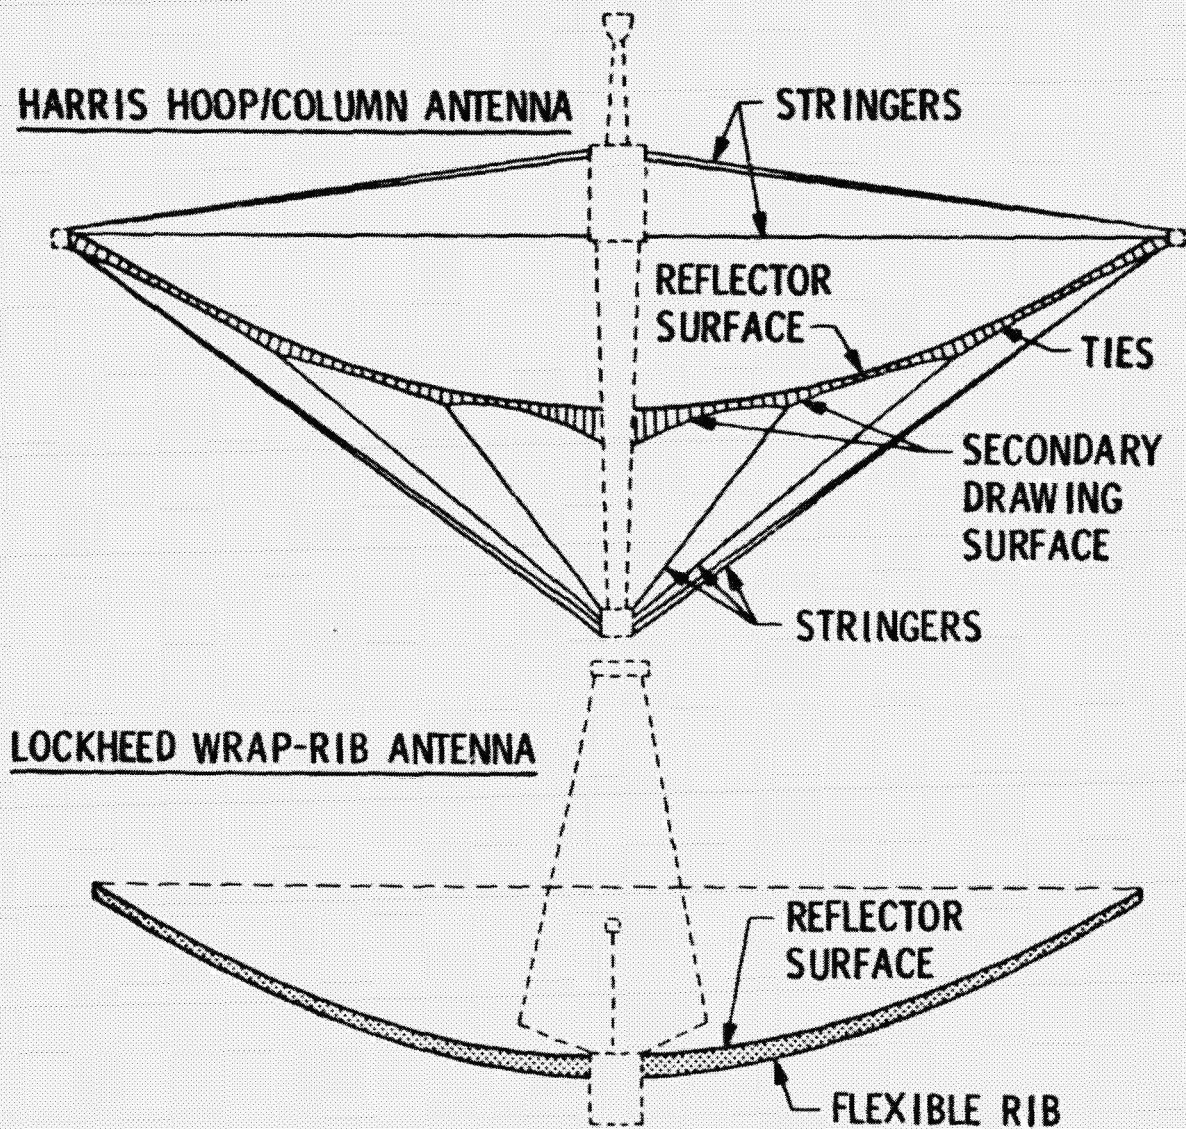 HARRIS HOOP/COLUMN ANTENNA
STRINGERS
REFLECTOR
SURFACE
TIES
SECONDARY
DRAWING
SURFACE
STRINGERS
LOCKHEED WRAP-RIB ANTENNA
REFLECTOR
SURFACE
FLEXIBLE RIB